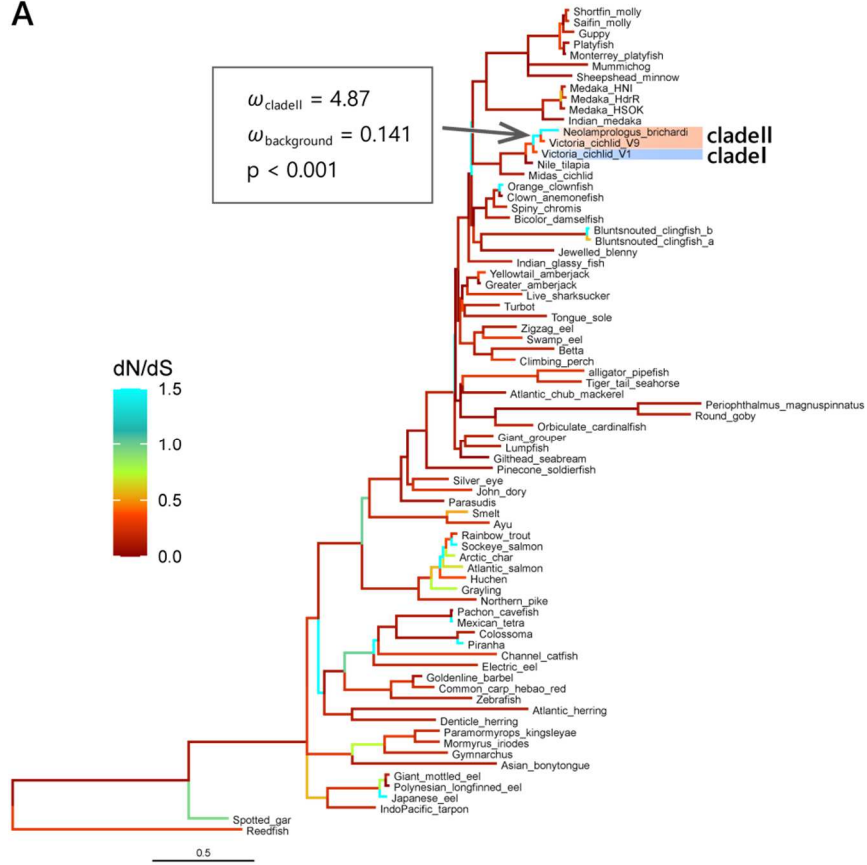 A
Shortfin_molly
Saifin_molly
Guppy
Platyfish
Monterrey_platyfish
Mummichog
Sheepshead_minnow
Medaka_HNI
Medaka_HdrR
Medaka_HSOK
Indian_medaka
Neolamprologus_brichardi
Victoria_cichlid_V9
cladeII
Victoria_cichlid_V1
cladeI
Nile_tilapia
Midas_cichlid
ωcladeII = 4.87
ωbackground = 0.141
p < 0.001
Orange_clownfish
Clown_anemonefish
Spiny_chromis
Bicolor_damselfish
Bluntsnouted_clingfish_b
Bluntsnouted_clingfish_a
Jewelled_blenny
Indian_glassy_fish
Yellowtail_amberjack
Greater_amberjack
Live_sharksucker
Turbot
Tongue_sole
Zigzag_eel
Swamp_eel
Betta
Climbing_perch
alligator_pipefish
Tiger_tail_seahorse
Atlantic_chub_mackerel
Periophthalmus_magnuspinnatus
Round_goby
Orbiculate_cardinalfish
Giant_grouper
Lumpfish
Gilthead_seabream
Pinecone_soldierfish
Silver_eye
John_dory
Parasudis
Smelt
Ayu
Rainbow_trout
Sockeye_salmon
Arctic_char
Atlantic_salmon
Huchen
Grayling
Northern_pike
Pachon_cavefish
Mexican_tetra
Colossoma
Piranha
Channel_catfish
Electric_eel
Goldenline_barbel
Common_carp_hebao_red
Zebrafish
Atlantic_herring
Denticle_herring
Paramormyrops_kingsleyae
Mormyrus_iriodes
Gymnarchus
Asian_bonytongue
Giant_mottled_eel
Polynesian_longfinned_eel
Japanese_eel
IndoPacific_tarpon
Spotted_gar
Reedfish
dN/dS
1.5
1.0
0.5
0.0
0.5